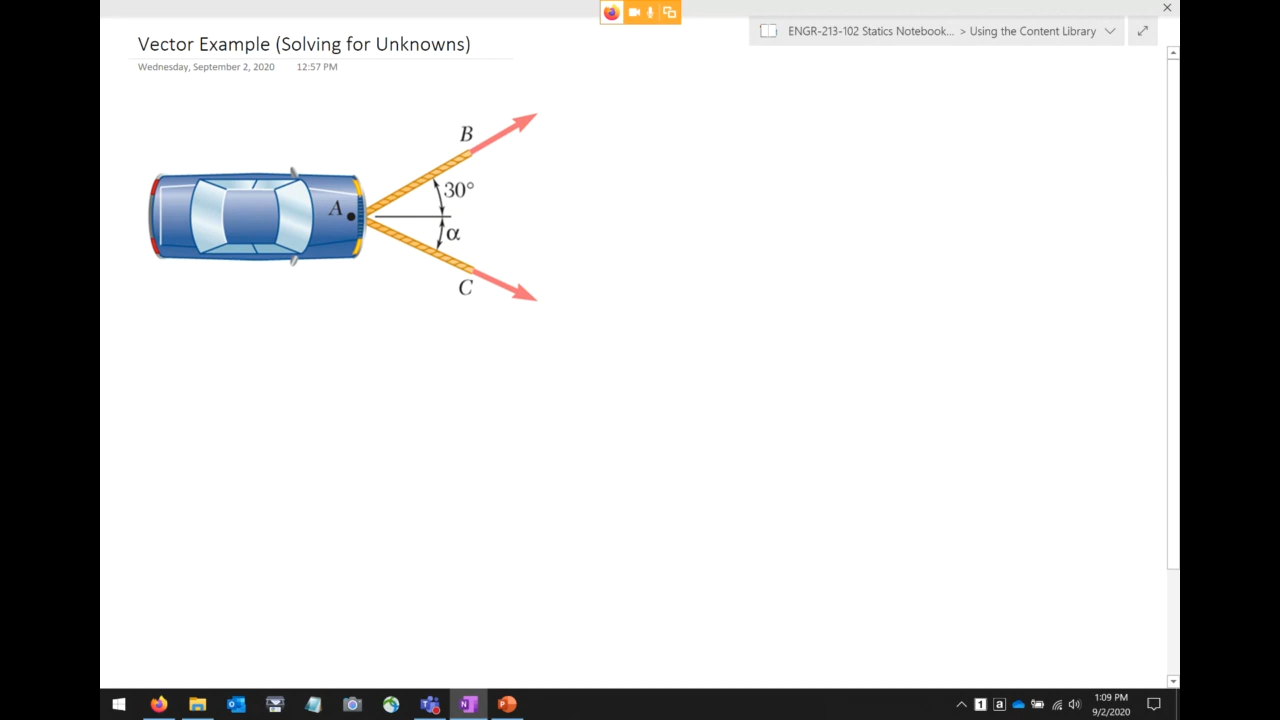 ENGR-213-102 Statics Notebook... > Using the Content Library
Vector Example (Solving for Unknowns)
Wednesday, September 2, 2020 12:57 PM
B
30°
A
α
C
1:09 PM
9/2/2020